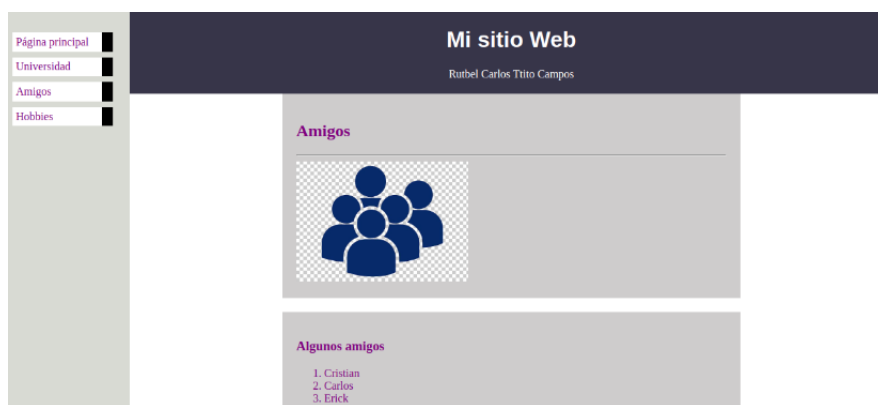 Página principal
Universidad
Amigos
Hobbies
Mi sitio Web
Rutbel Carlos Ttito Campos
Amigos
Algunos amigos
1. Cristian
2. Carlos
3. Erick